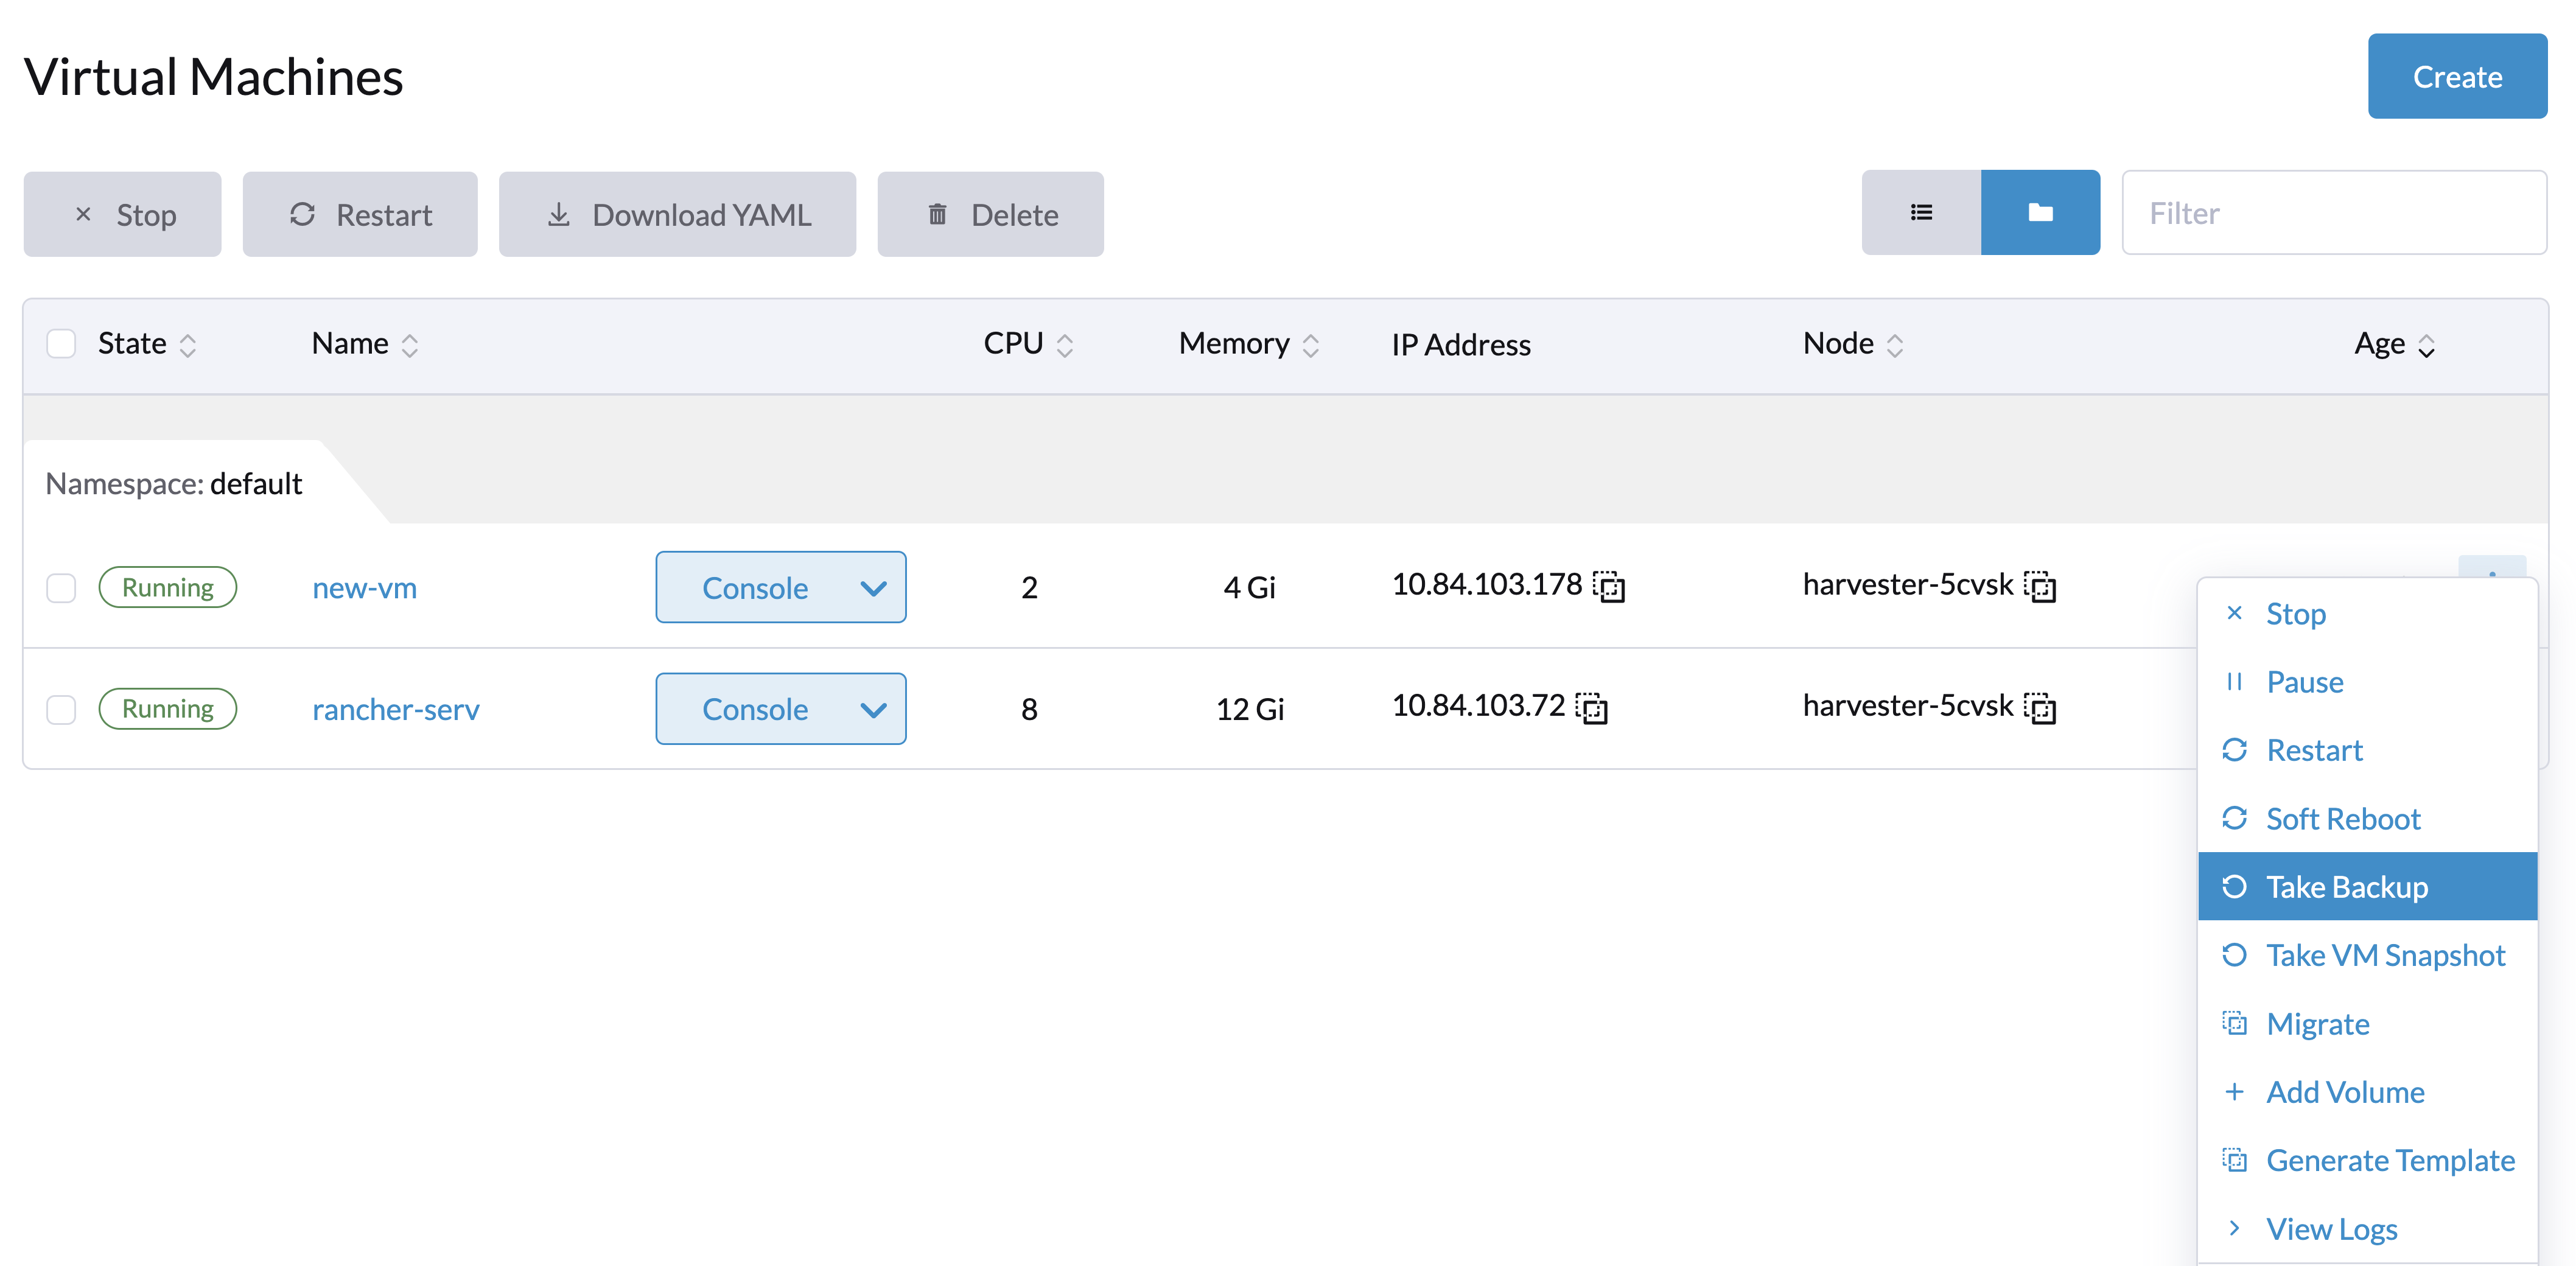 Virtual Machines
Create
Stop
Restart
Download YAML
Delete
Filter
State Name CPU Memory IP Address Node Age
Namespace: default
Running new-vm Console 2 4 Gi 10.84.103.178 harvester-5cvsk
Running rancher-serv Console 8 12 Gi 10.84.103.72 harvester-5cvsk
Stop
Pause
Restart
Soft Reboot
Take Backup
Take VM Snapshot
Migrate
Add Volume
Generate Template
View Logs